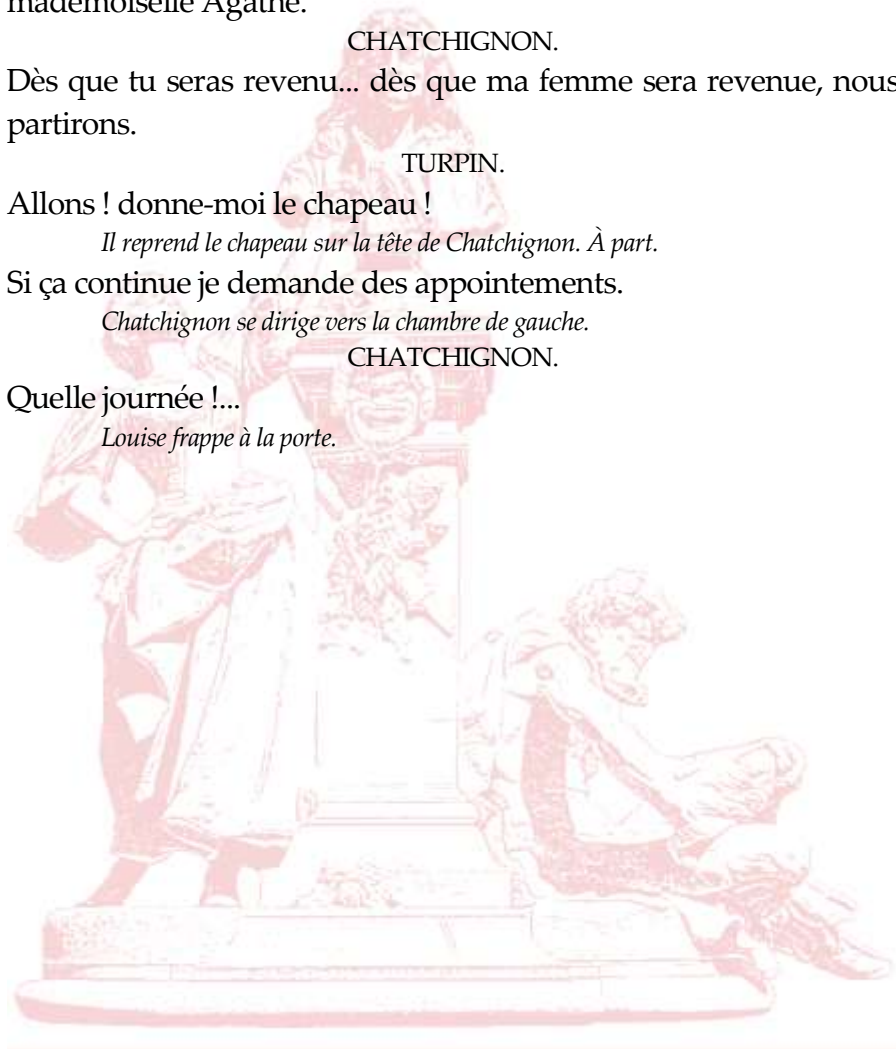 mademoiselle Agathe.
CHATCHIGNON.
Dès que tu seras revenu... dès que ma femme sera revenue, nous
partirons.
TURPIN.
Allons ! donne-moi le chapeau !
Il reprend le chapeau sur la tête de Chatchignon. À part.
Si ça continue je demande des appointements.
Chatchignon se dirige vers la chambre de gauche.
CHATCHIGNON.
Quelle journée !...
Louise frappe à la porte.